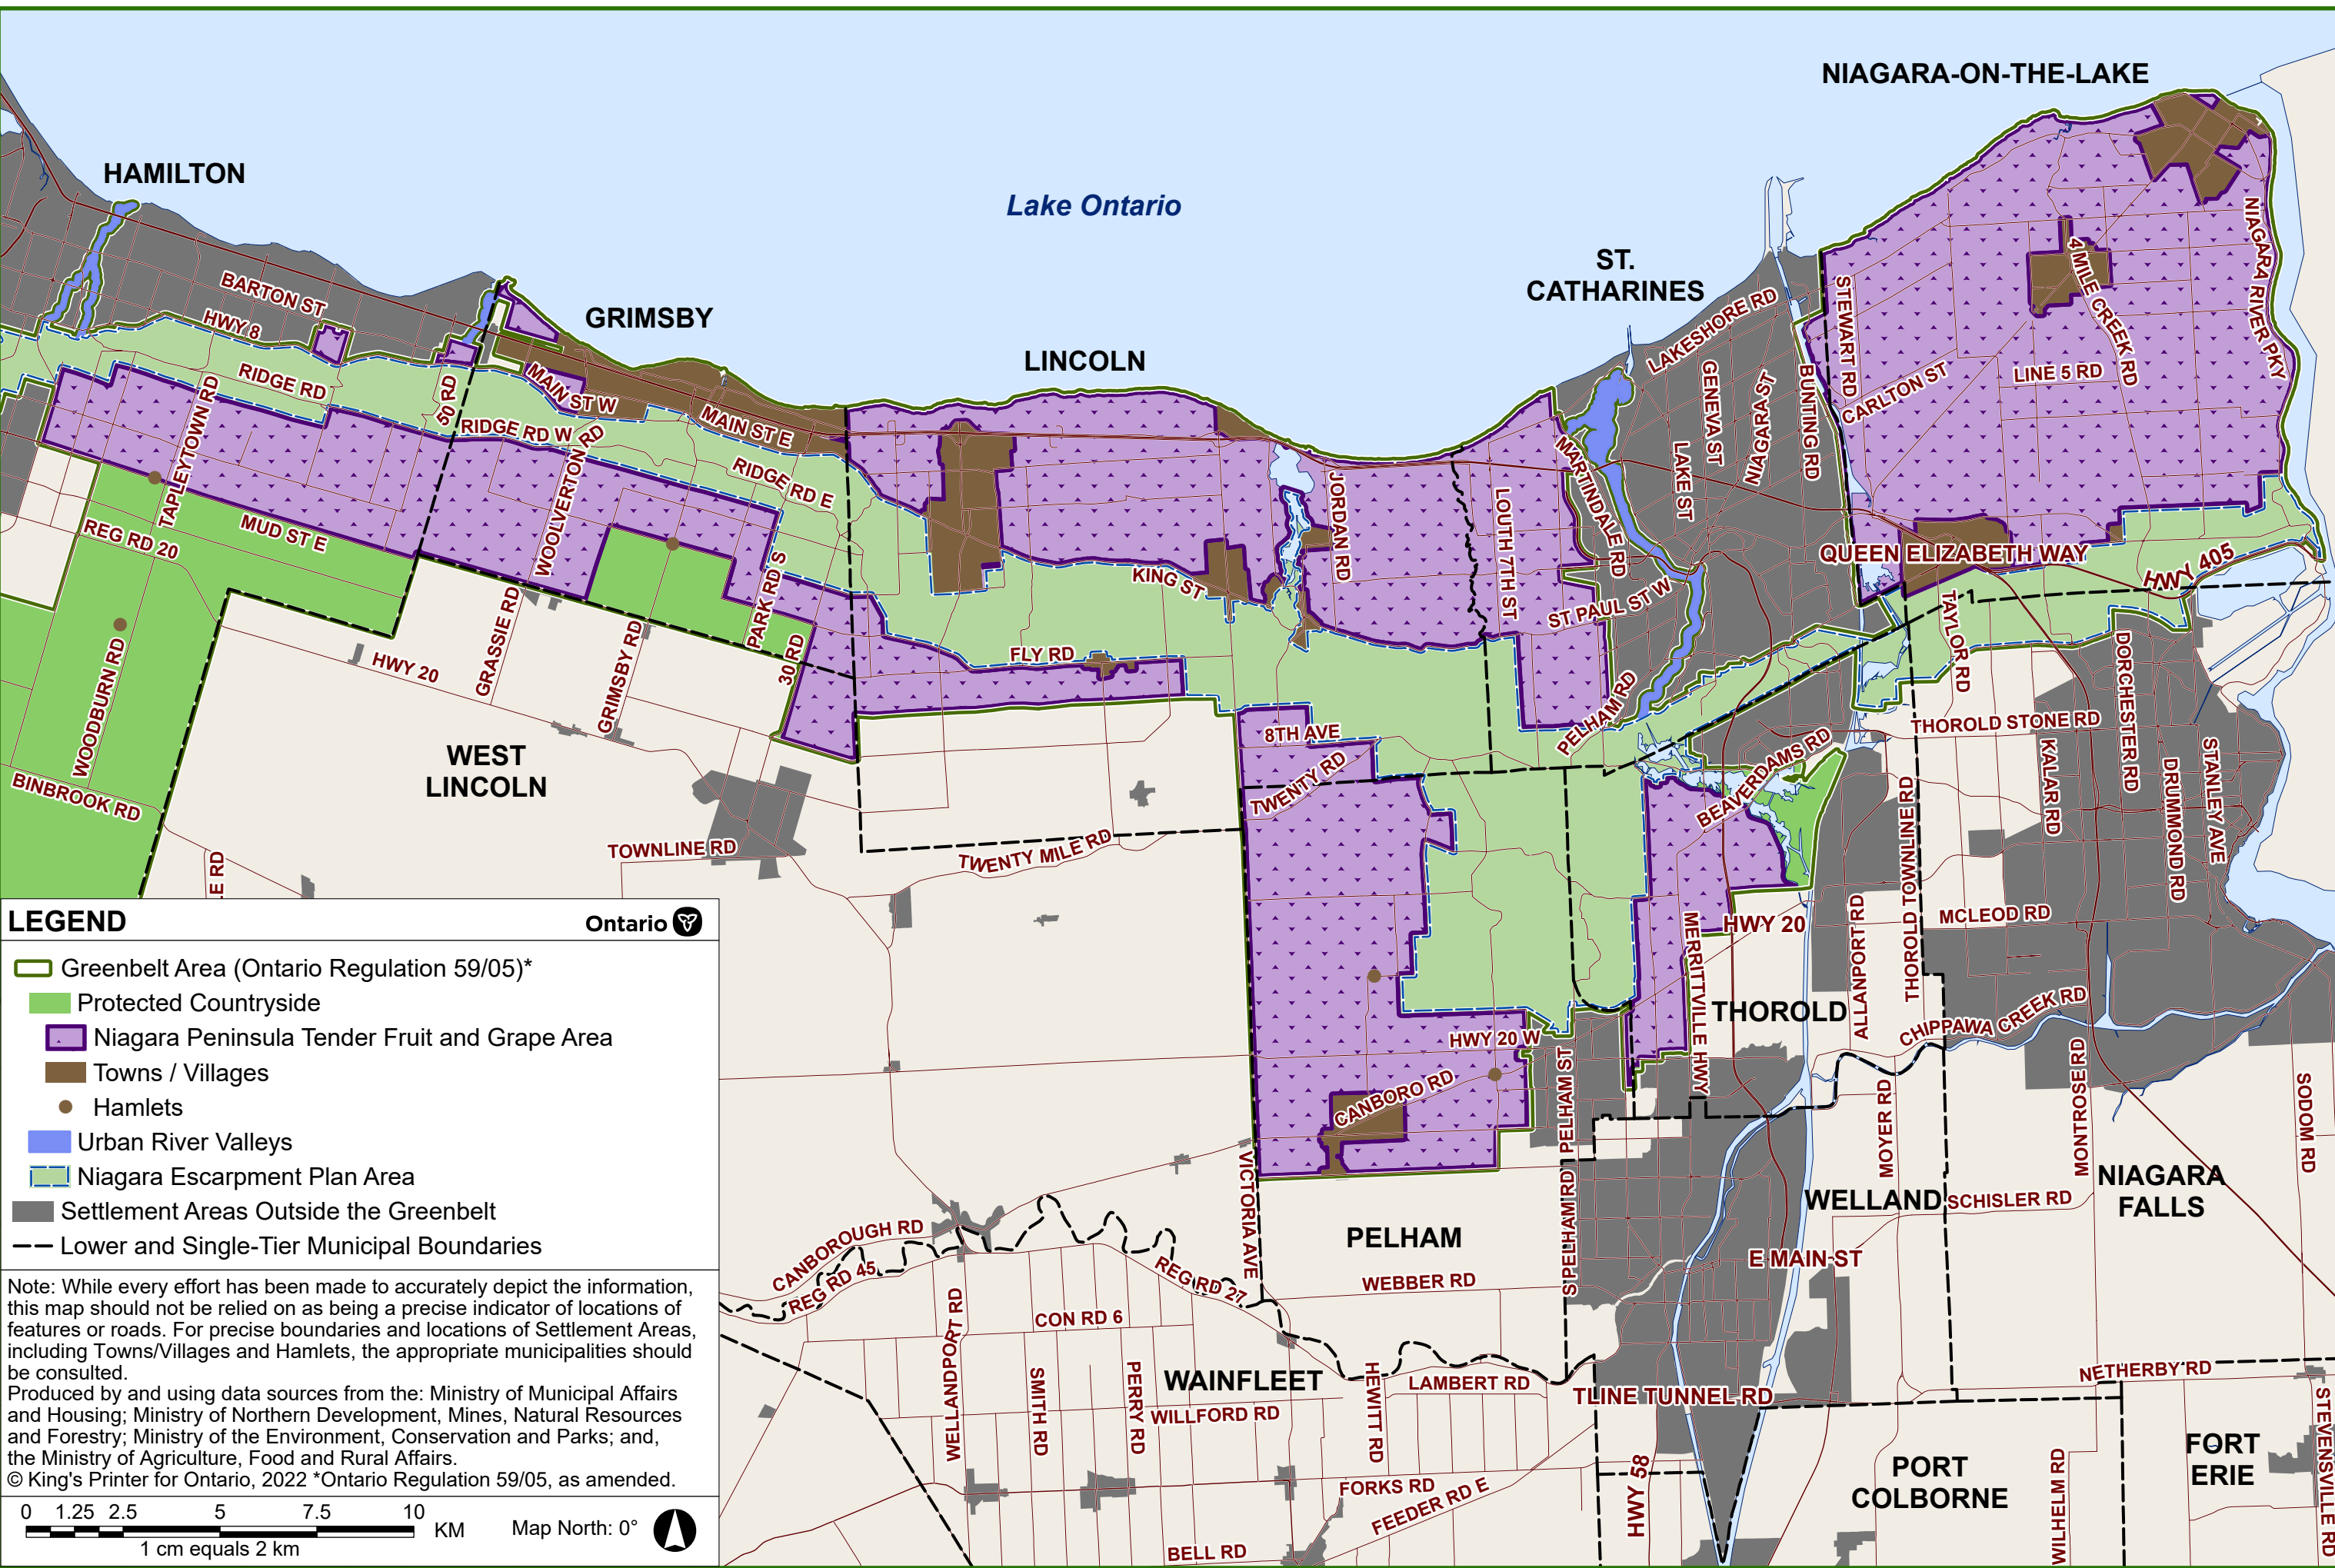 NIAGARA-ON-THE-LAKE
HAMILTON
Lake Ontario
ST.
CATHARINES
GRIMSBY
LINCOLN
BARTON ST
HWY 8
RIDGE RD
50 RD
MAIN ST W
RIDGE RD W
MAIN ST E
RIDGE RD E
TAPLEYTOWN RD
WOOLVERTON RD
MUD ST E
REG RD 20
WOODBURN RD
BINBROOK RD
HWY 20
GRASSIE RD
GRIMSBY RD
PARK RD S
30 RD
WEST
LINCOLN
TOWNLINE RD
LE RD
KING ST
FLY RD
JORDAN RD
LOUTH 7TH ST
MARTINDALE RD
ST. PAUL ST W
PELHAM RD
8TH AVE
TWENTY RD
TWENTY MILE RD
LAKESHORE RD
GENEVA ST
LAKE ST
NIAGARA ST
BUNTING RD
STEWART RD
CARLTON ST
LINE 5 RD
4 MILE CREEK RD
NIAGARA RIVER PKY
QUEEN ELIZABETH WAY
HWY 405
TAYLOR RD
DORCHESTER RD
THOROLD STONE RD
KALAR RD
DRUMMOND RD
STANLEY AVE
BEAVERDAMS RD
THOROLD TOWNLINE RD
MCLEOD RD
HWY 20
MERRITTVILLE HWY
ALLANPORT RD
THOROLD
CHIPPAWA CREEK RD
HWY 20 W
CANBORO RD
PELHAM ST
S PELHAM RD
VICTORIA AVE
MOYER RD
MONTROSE RD
SODOM RD
NIAGARA
FALLS
WELLAND
SCHISLER RD
PELHAM
WEBBER RD
E MAIN ST
CANBOROUGH RD
REG RD 45
REG RD 27
CON RD 6
WELLANDPORT RD
SMITH RD
PERRY RD
WAINFLEET
WILLFORD RD
HEWITT RD
LAMBERT RD
TLINE TUNNEL RD
NETHERBY RD
STEVENSVILLE RD
FORT
ERIE
PORT
COLBORNE
WILHELM RD
HWY 58
FORKS RD
FEEDER RD E
BELL RD
LEGEND
Ontario
Greenbelt Area (Ontario Regulation 59/05)*
Protected Countryside
Niagara Peninsula Tender Fruit and Grape Area
Towns / Villages
Hamlets
Urban River Valleys
Niagara Escarpment Plan Area
Settlement Areas Outside the Greenbelt
Lower and Single-Tier Municipal Boundaries
Note: While every effort has been made to accurately depict the information,
this map should not be relied on as being a precise indicator of locations of
features or roads. For precise boundaries and locations of Settlement Areas,
including Towns/Villages and Hamlets, the appropriate municipalities should
be consulted.
Produced by and using data sources from the: Ministry of Municipal Affairs
and Housing; Ministry of Northern Development, Mines, Natural Resources
and Forestry; Ministry of the Environment, Conservation and Parks; and,
the Ministry of Agriculture, Food and Rural Affairs.
© King's Printer for Ontario, 2022 *Ontario Regulation 59/05, as amended.
0 1.25 2.5 5 7.5 10
KM
Map North: 0°
1 cm equals 2 km